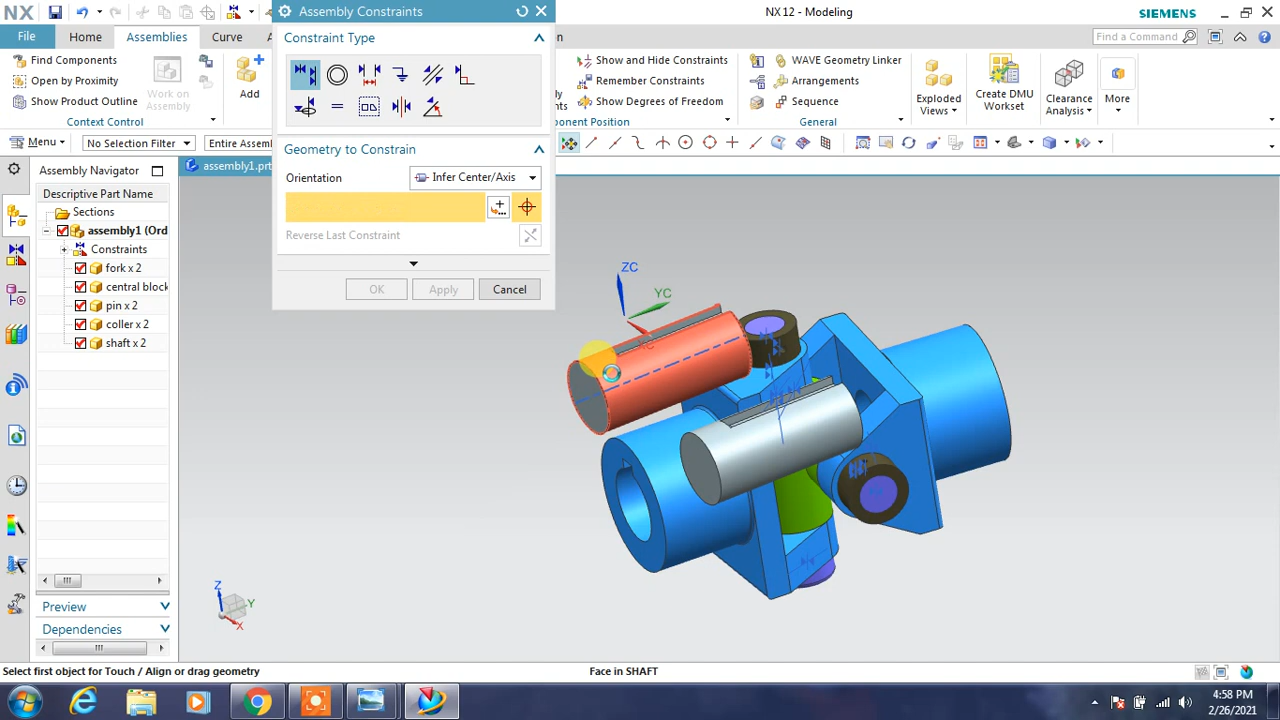 NX
Assembly Constraints
NX 12 - Modeling
SIEMENS
File
Home
Assemblies
Curve
Find a Command
Find Components
Open by Proximity
Show Product Outline
Context Control
Work on
Assembly
Add
Constraint Type
Geometry to Constrain
Orientation
Infer Center/Axis
Reverse Last Constraint
OK
Apply
Cancel
Show and Hide Constraints
Remember Constraints
Show Degrees of Freedom
WAVE Geometry Linker
Arrangements
Sequence
General
Exploded
Views
Create DMU
Workset
Clearance
Analysis
More
Menu
No Selection Filter
Entire Assem
Assembly Navigator
assembly1.prt
Descriptive Part Name
Sections
assembly1 (Ord
Constraints
fork x 2
central block
pin x 2
coller x 2
shaft x 2
Preview
Dependencies
ZC
YC
Z
Y
X
Select first object for Touch / Align or drag geometry
Face in SHAFT
4:58 PM
2/26/2021